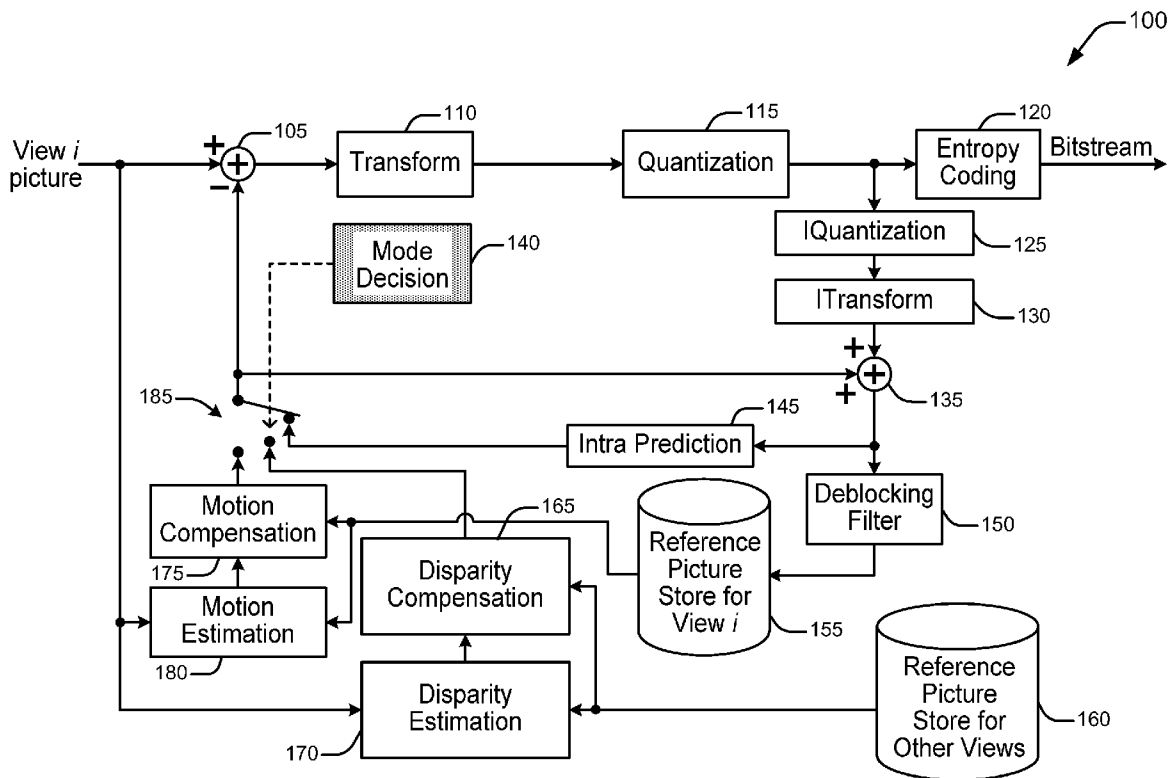 100
View i
picture
+
105
+
−
110
Transform
115
Quantization
120
Entropy
Coding
Bitstream
Mode
Decision
140
IQuantization
125
ITransform
130
+
+
+
135
185
145
Intra Prediction
Deblocking
Filter
150
Motion
Compensation
175
165
Disparity
Compensation
Reference
Picture
Store for
View i
155
Motion
Estimation
180
Disparity
Estimation
170
Reference
Picture
Store for
Other Views
160